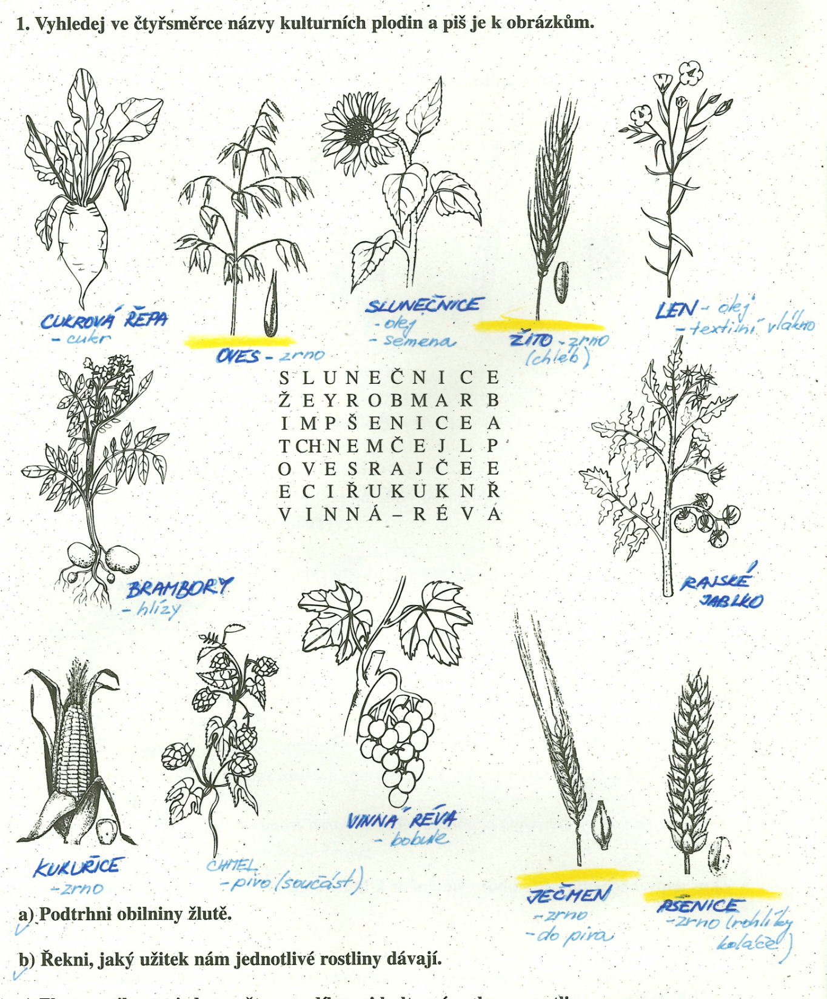 1. Vyhledej ve čtyřsměrce názvy kulturních plodin a piš je k obrázkům.
CUKROVÁ ŘEPA
- cukr
OVES - zrno
SLUNEČNICE
- olej
- semena
ŽITO - zrno
(chléb)
LEN - olej
- textilní vlákno
S L U N E Č N I C E
Ž E Y R O B M A R B
I M P Š E N I C E A
T CH N E M Č E J L P
O V E S R A J Č E E
E C I Ř U K U K N Ř
V I N N Á – R É V A
BRAMBORY
- hlízy
RAJSKÉ
JABLKO
KUKUŘICE
- zrno
CHMEL
- pivo (součást)
VINNÁ RÉVA
- bobule
JEČMEN
- zrno
- do piva
PŠENICE
- zrno (rohlíky
koláče)
a) Podtrhni obilniny žlutě.
b) Řekni, jaký užitek nám jednotlivé rostliny dávají.